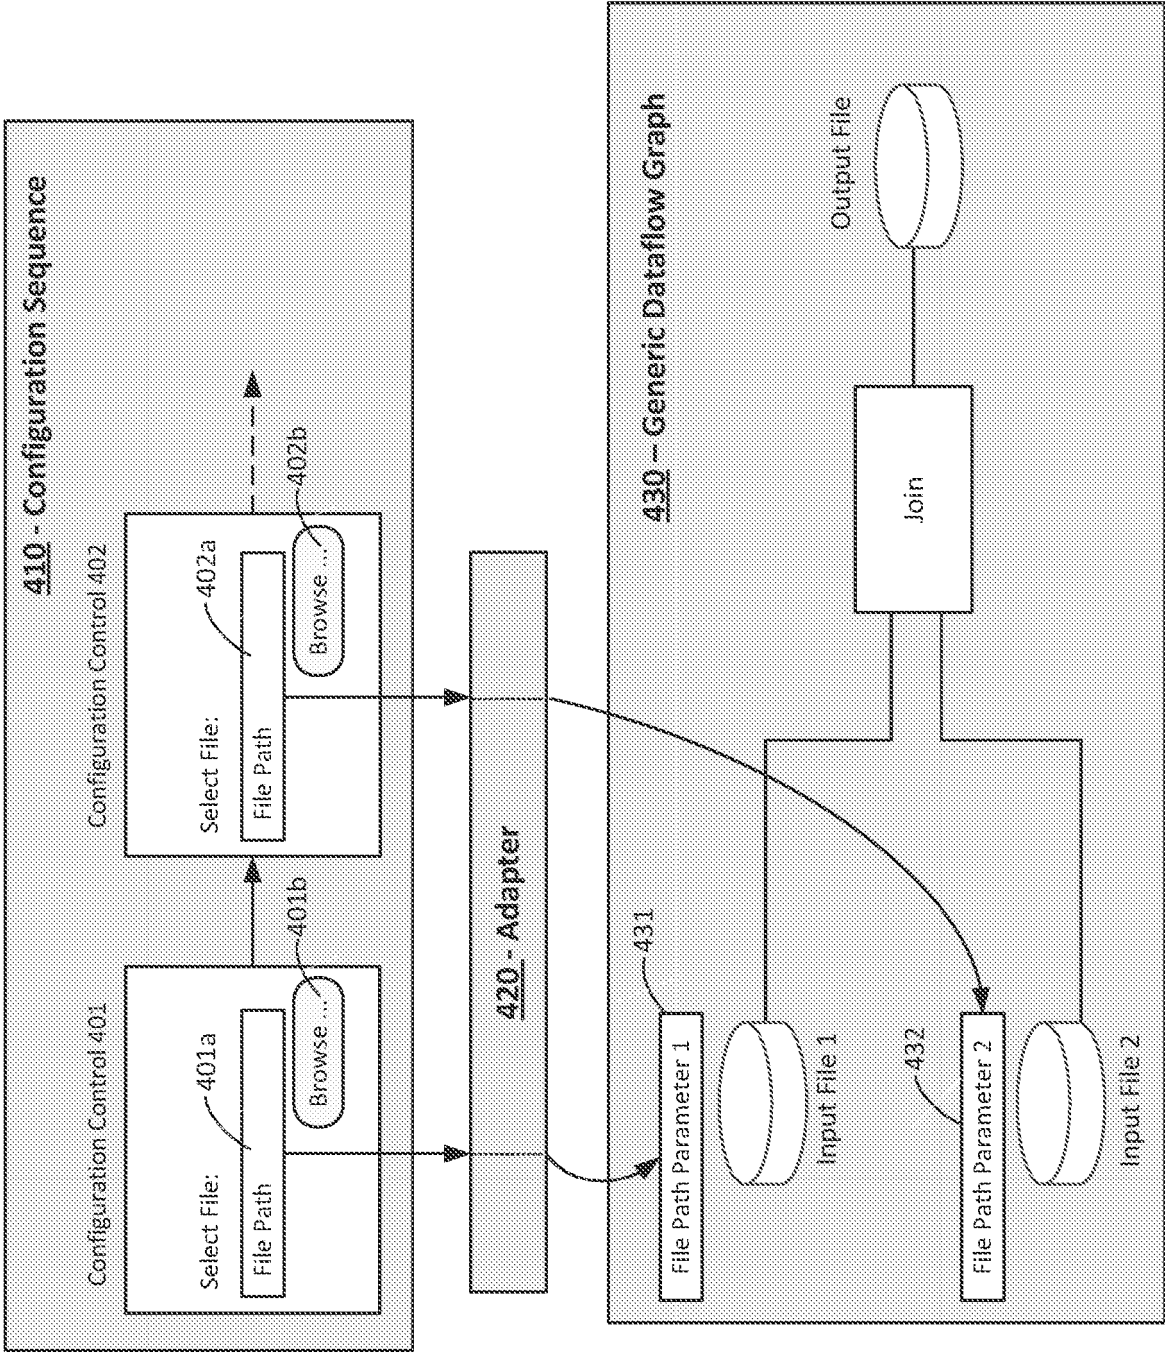 410 - Configuration Sequence
Configuration Control 401
Select File:
401a
File Path
Browse ...
401b
Configuration Control 402
Select File:
402a
File Path
Browse ...
402b
420 - Adapter
430 – Generic Dataflow Graph
431
File Path Parameter 1
Input File 1
432
File Path Parameter 2
Input File 2
Join
Output File